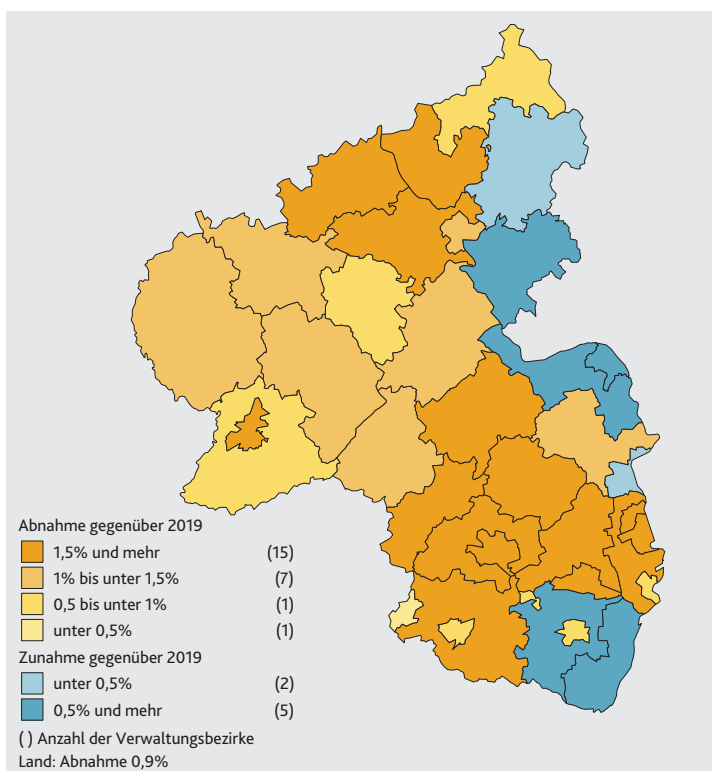 Abnahme gegenüber 2019
1,5% und mehr (15)
1% bis unter 1,5% (7)
0,5 bis unter 1% (1)
unter 0,5% (1)
Zunahme gegenüber 2019
unter 0,5% (2)
0,5% und mehr (5)
( ) Anzahl der Verwaltungsbezirke
Land: Abnahme 0,9%